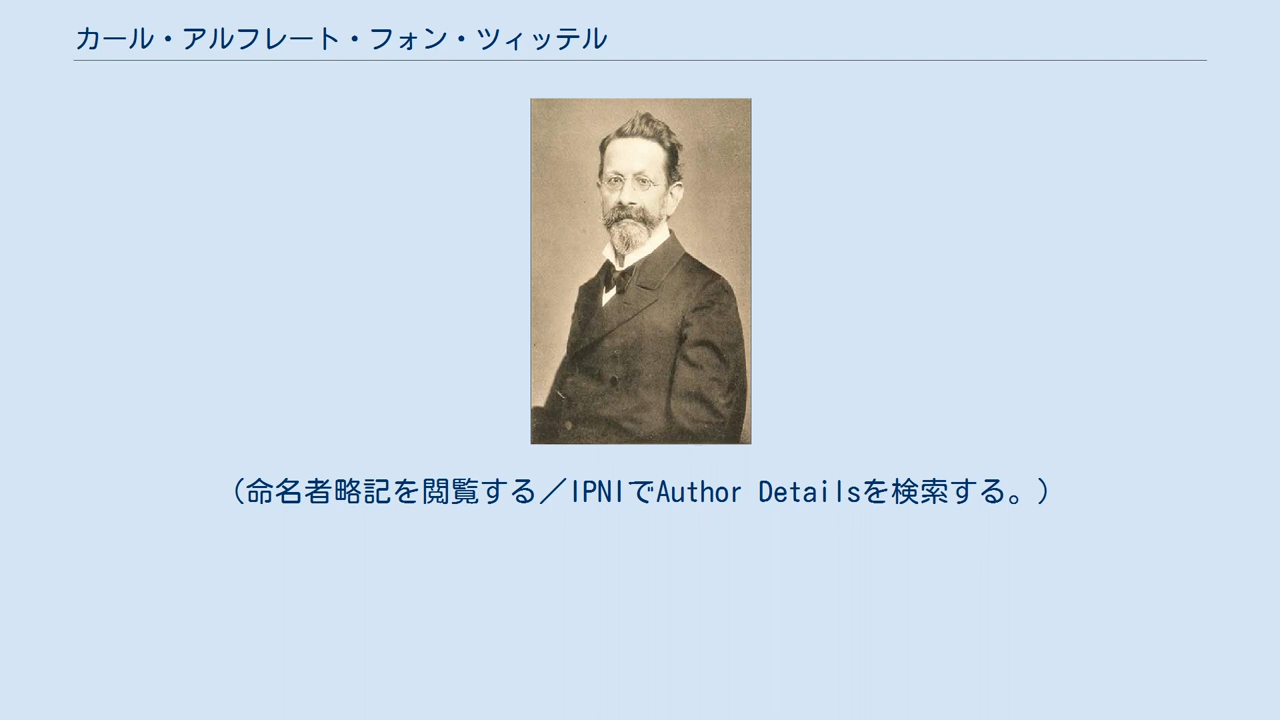 カール・アルフレート・フォン・ツィッテル
（命名者略記を閲覧する／IPNIでAuthor Detailsを検索する。）